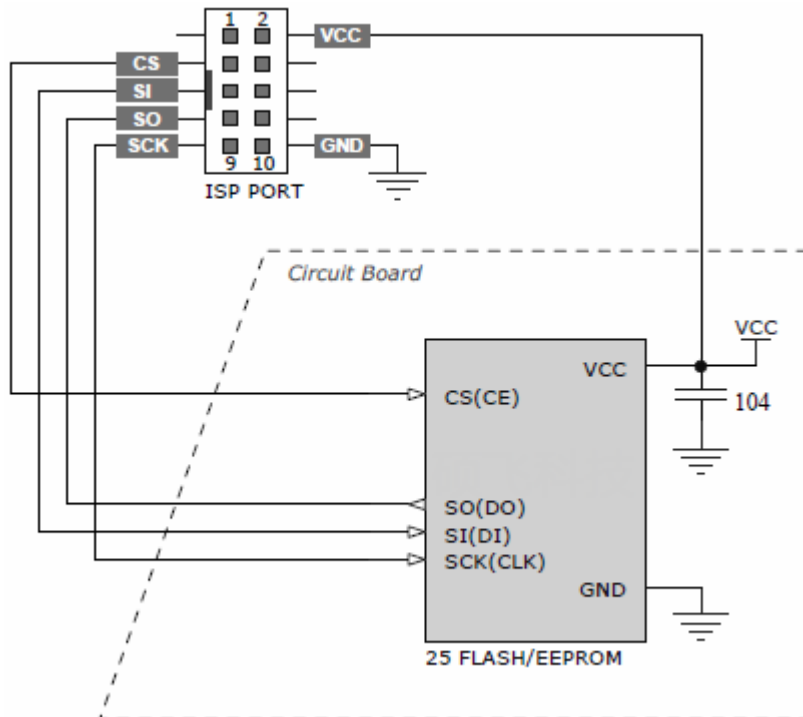 1 2
VCC
CS
SI
SO
SCK
GND
9 10
ISP PORT
Circuit Board
VCC
VCC
CS(CE)
104
SO(DO)
SI(DI)
SCK(CLK)
GND
25 FLASH/EEPROM